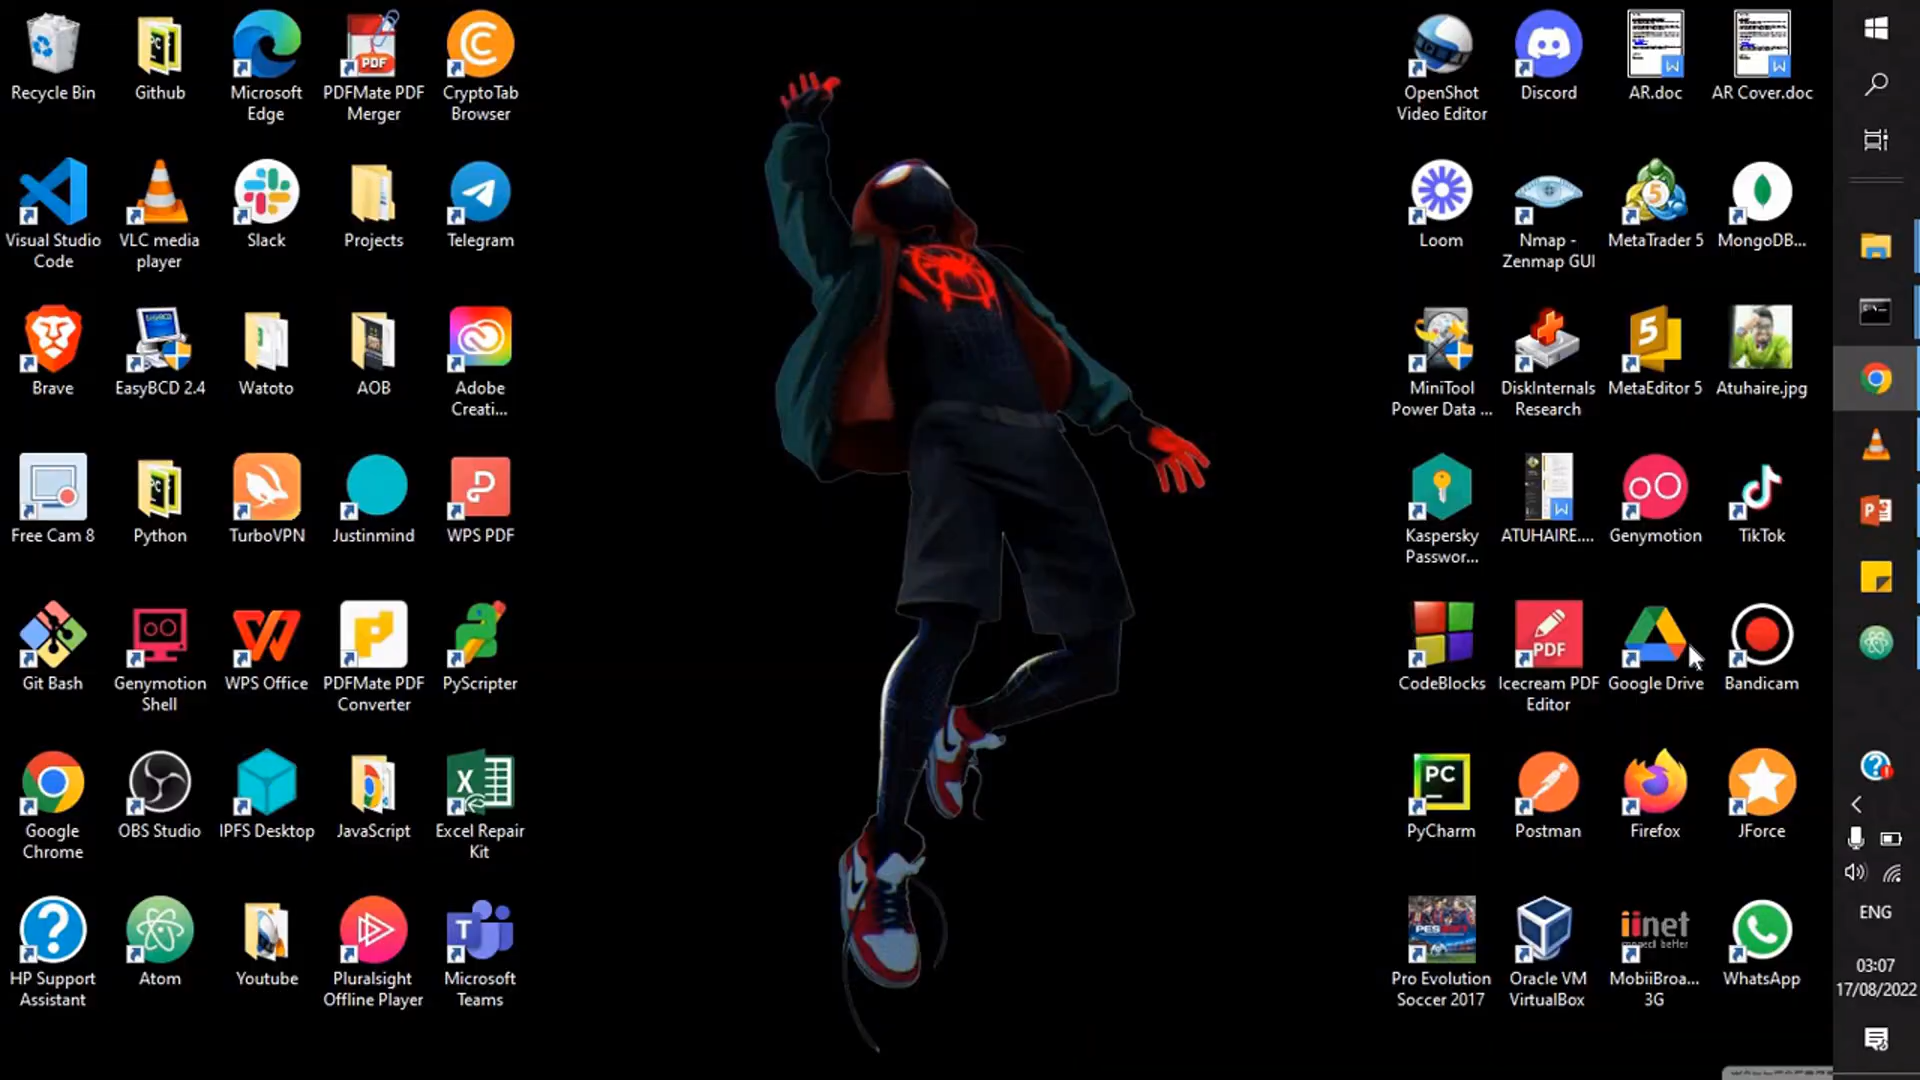 Recycle Bin
Github
Microsoft
Edge
PDFMate PDF
Merger
CryptoTab
Browser
OpenShot
Video Editor
Discord
AR.doc
AR Cover.doc
Visual Studio
Code
VLC media
player
Slack
Projects
Telegram
Loom
Nmap -
Zenmap GUI
MetaTrader 5
MongoDB...
Brave
EasyBCD 2.4
Watoto
AOB
Adobe
Creati...
MiniTool
Power Data ...
DiskInternals
Research
MetaEditor 5
Atuhaire.jpg
Free Cam 8
Python
TurboVPN
Justinmind
WPS PDF
Kaspersky
Passwor...
ATUHAIRE....
Genymotion
TikTok
Git Bash
Genymotion
Shell
WPS Office
PDFMate PDF
Converter
PyScripter
CodeBlocks
Icecream PDF
Editor
Google Drive
Bandicam
Google
Chrome
OBS Studio
IPFS Desktop
JavaScript
Excel Repair
Kit
PyCharm
Postman
Firefox
JForce
HP Support
Assistant
Atom
Youtube
Pluralsight
Offline Player
Microsoft
Teams
Pro Evolution
Soccer 2017
Oracle VM
VirtualBox
MobiiBroa...
3G
WhatsApp
ENG
03:07
17/08/2022